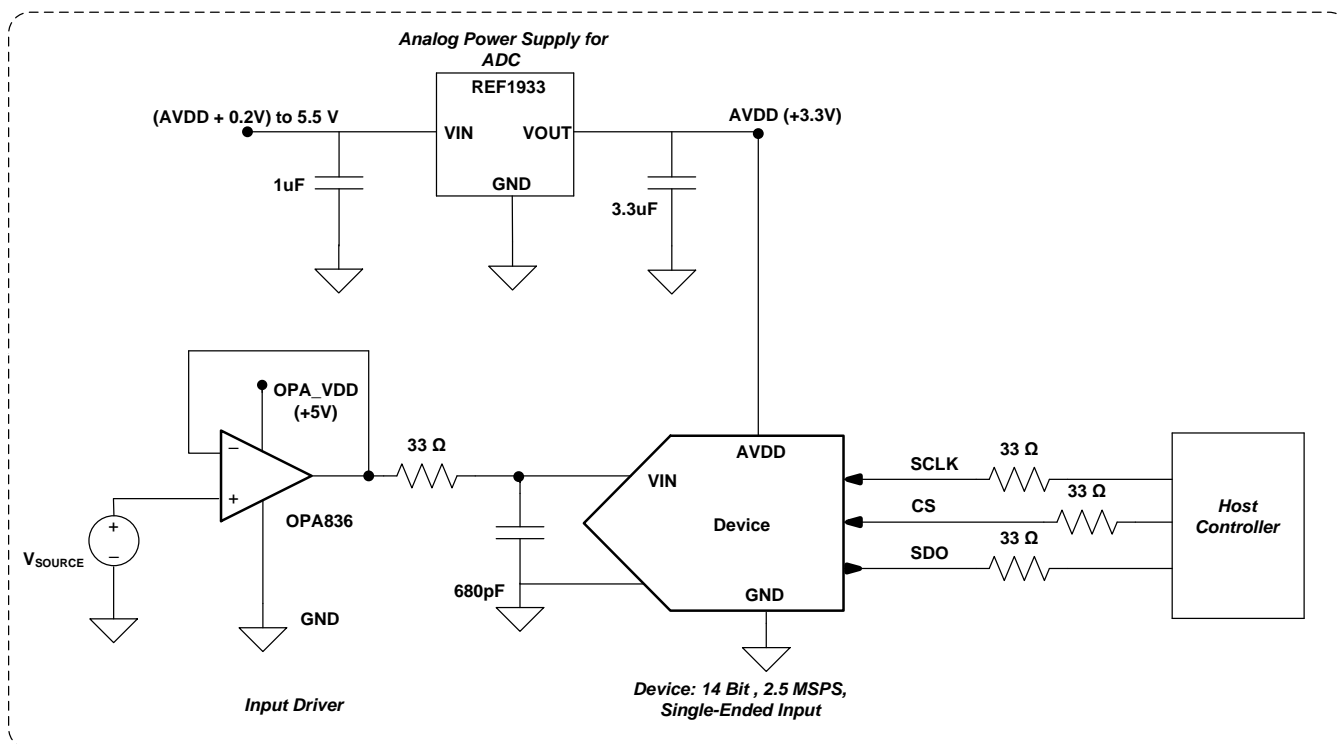 Analog Power Supply for
ADC
REF1933
(AVDD + 0.2V) to 5.5 V
VIN
VOUT
AVDD (+3.3V)
GND
1uF
3.3uF
OPA_VDD
(+5V)
33 Ω
−
+
OPA836
+
−
VSOURCE
GND
680pF
VIN
AVDD
Device
GND
SCLK
33 Ω
CS
33 Ω
SDO
33 Ω
Host
Controller
Input Driver
Device: 14 Bit , 2.5 MSPS,
Single-Ended Input